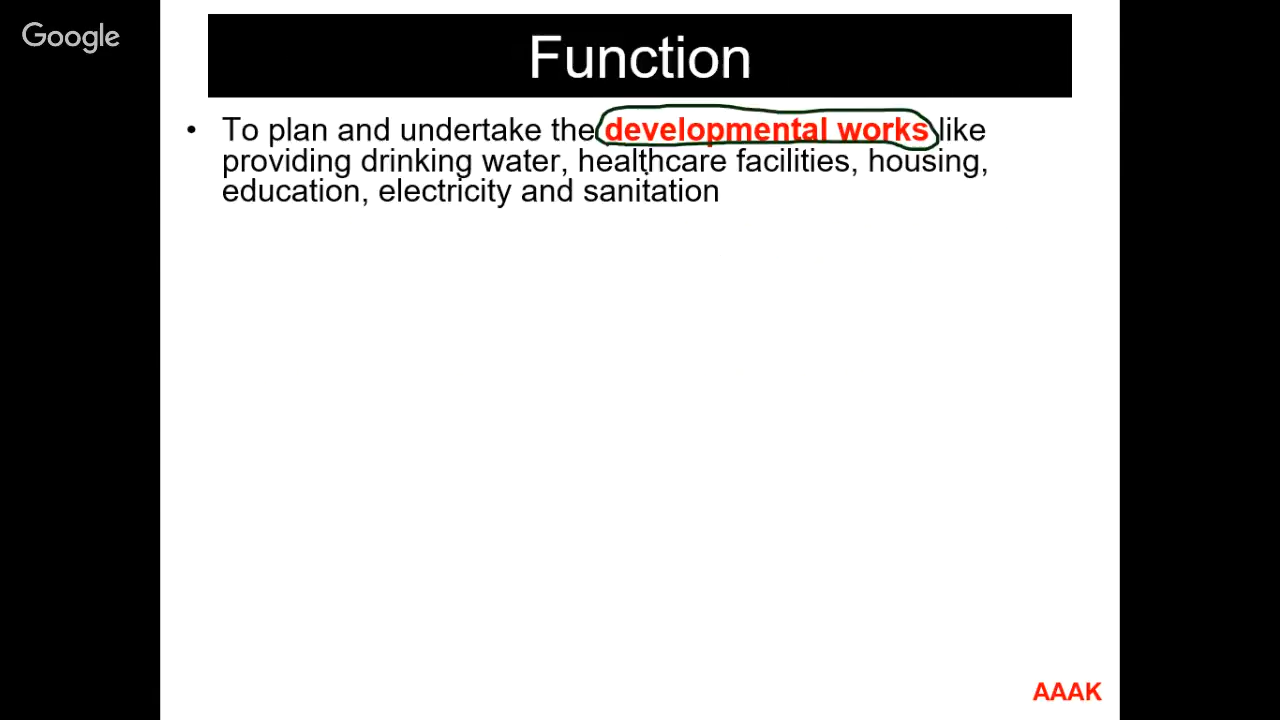 Google
Function
• To plan and undertake the developmental works like
providing drinking water, healthcare facilities, housing,
education, electricity and sanitation
AAAK